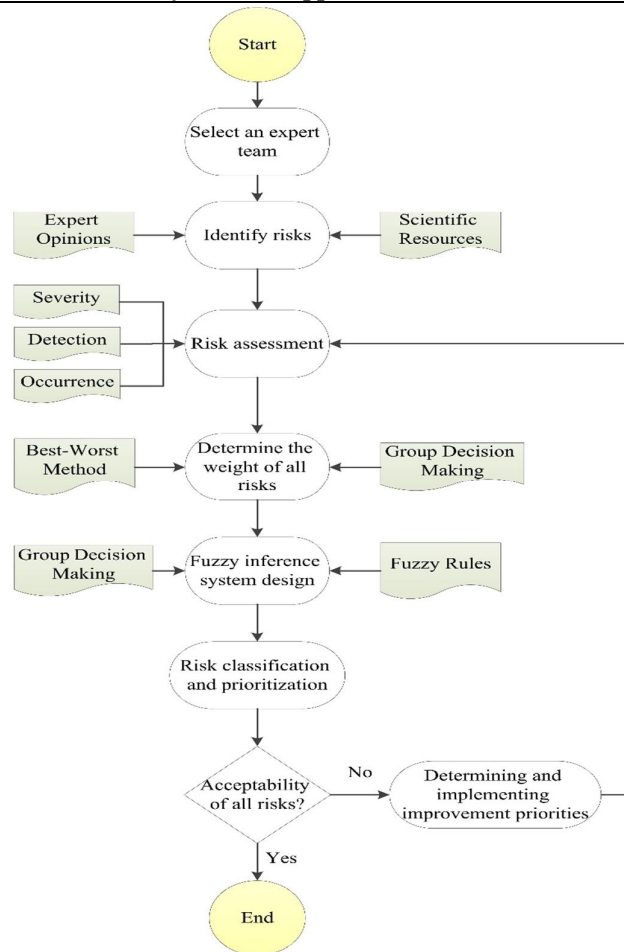 Start
Select an expert
team
Expert
Opinions
Identify risks
Scientific
Resources
Severity
Detection
Occurrence
Risk assessment
Best-Worst
Method
Determine the
weight of all
risks
Group Decision
Making
Group Decision
Making
Fuzzy inference
system design
Fuzzy Rules
Risk classification
and prioritization
Acceptability
of all risks?
No
Determining and
implementing
improvement priorities
Yes
End